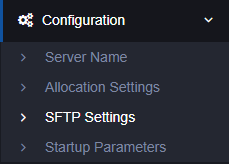 Configuration
Server Name
Allocation Settings
SFTP Settings
Startup Parameters